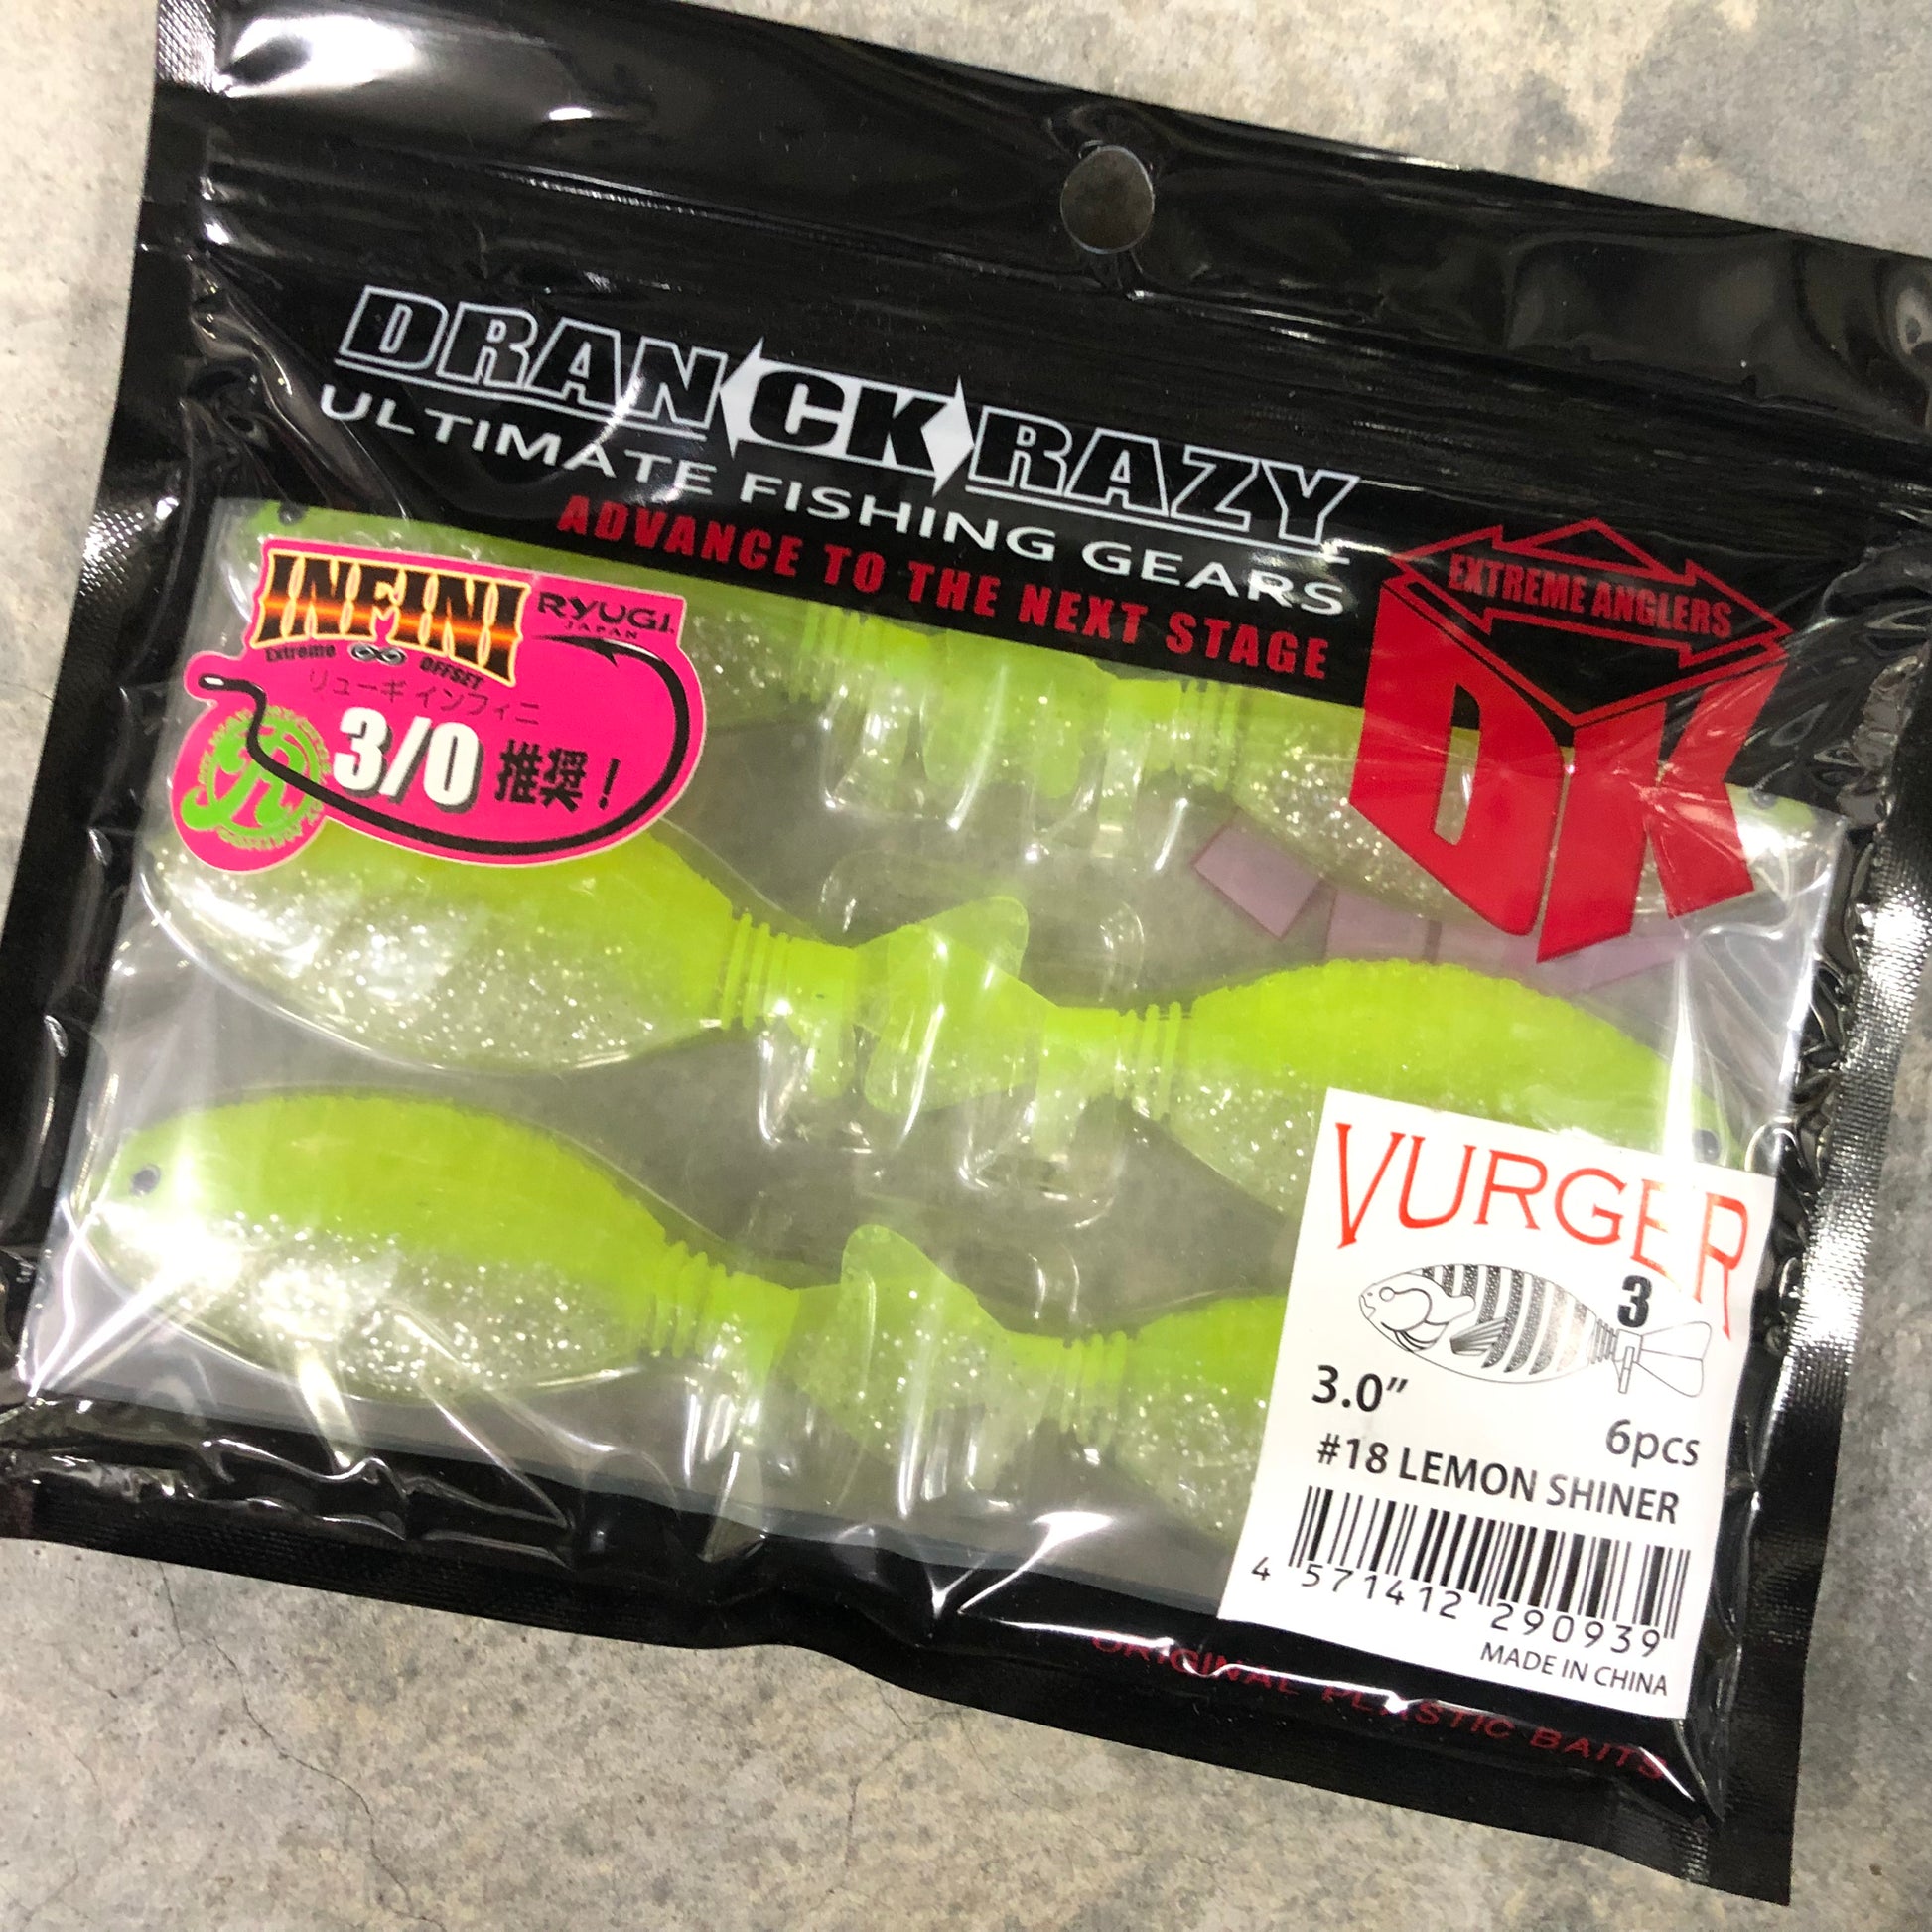 DRANCKRAZY
ULTIMATE FISHING GEARS
ADVANCE TO THE NEXT STAGE
EXTREME ANGLERS
DK
INFINI
Extreme OFFSET
RYUGI
JAPAN
リューギ インフィニ
3/0 推奨！
VURGER
3
3.0"
6pcs
#18 LEMON SHINER
4 571412 290939
MADE IN CHINA
ORIGINAL PLASTIC BAITS